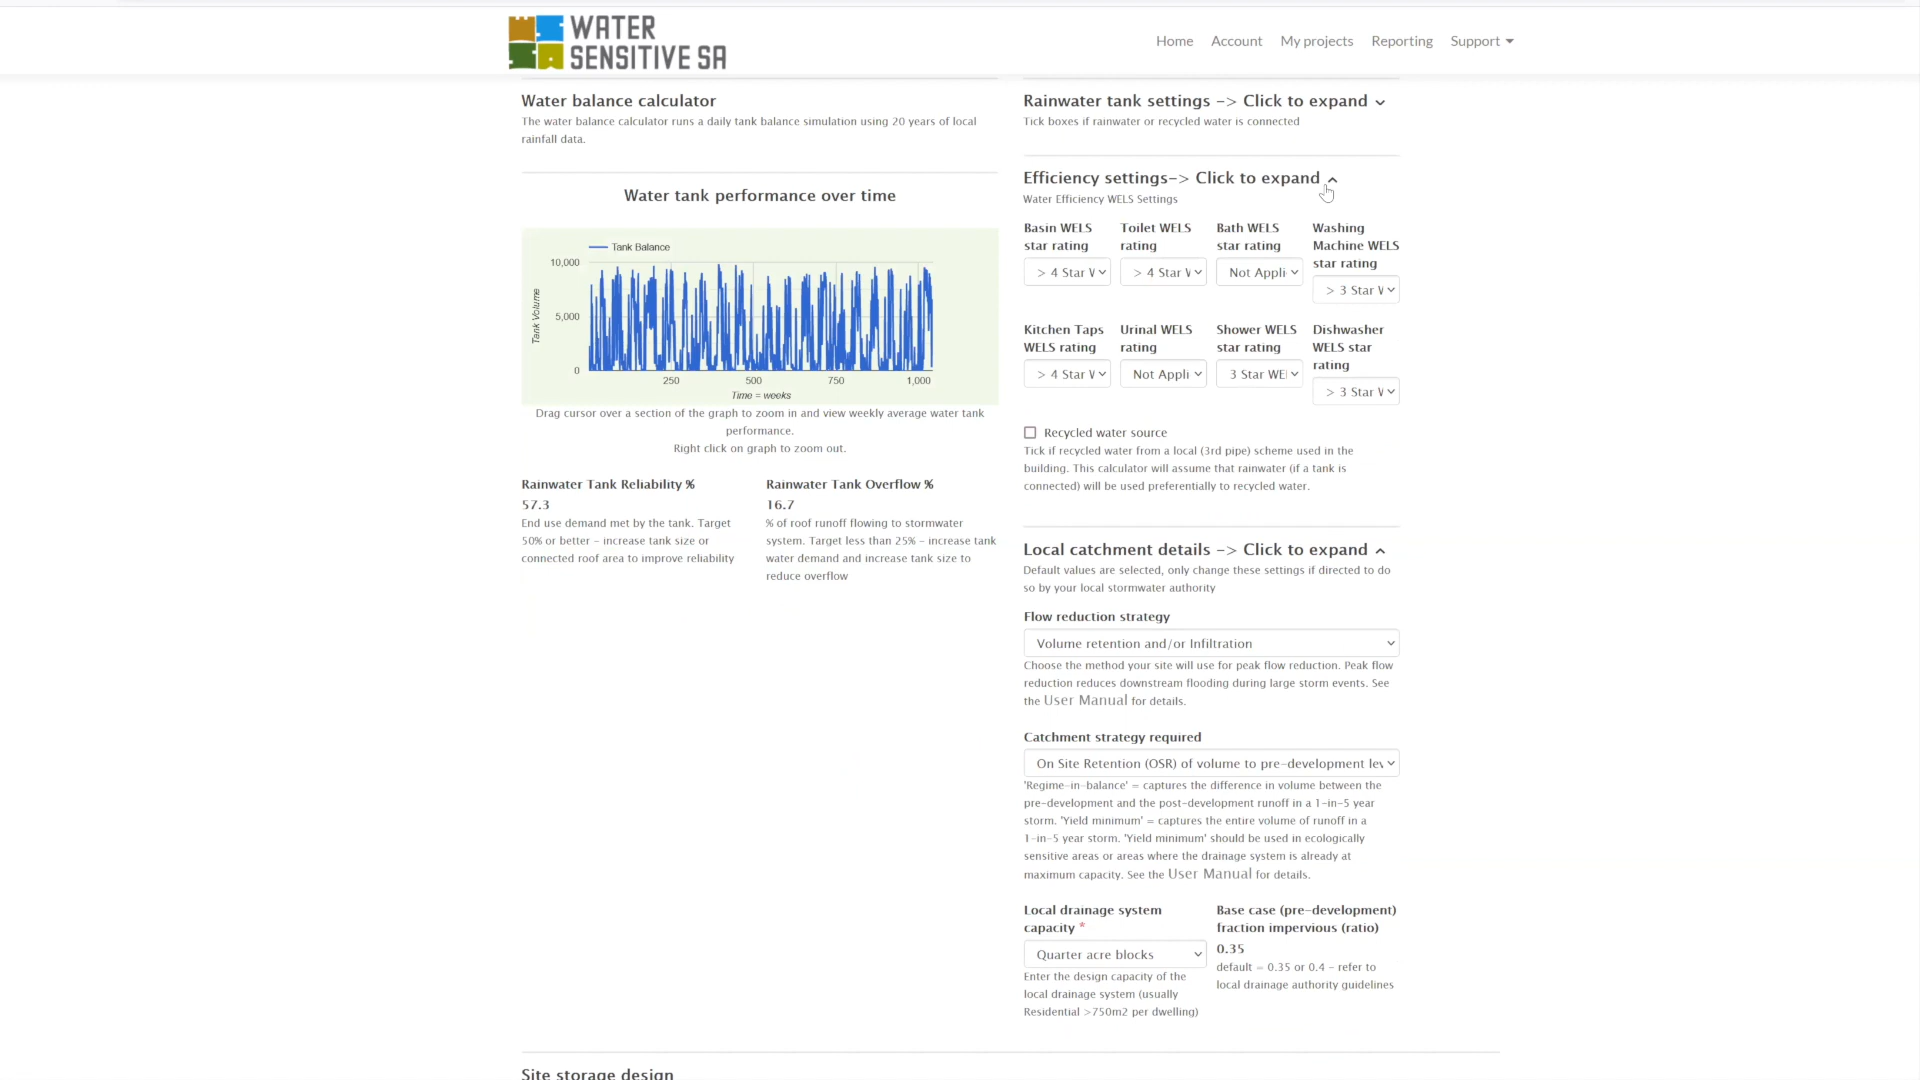 WATER
SENSITIVE SA
Home Account My projects Reporting Support
Water balance calculator
The water balance calculator runs a daily tank balance simulation using 20 years of local
rainfall data.
Water tank performance over time
Tank Balance
10,000
5,000
0
Tank Volume
250 500 750 1,000
Time = weeks
Drag cursor over a section of the graph to zoom in and view weekly average water tank
performance.
Right click on graph to zoom out.
Rainwater Tank Reliability %
57.3
End use demand met by the tank. Target
50% or better - increase tank size or
connected roof area to improve reliability
Rainwater Tank Overflow %
16.7
% of roof runoff flowing to stormwater
system. Target less than 25% - increase tank
water demand and increase tank size to
reduce overflow
Rainwater tank settings -> Click to expand
Tick boxes if rainwater or recycled water is connected
Efficiency settings-> Click to expand
Water Efficiency WELS Settings
Basin WELS
star rating
> 4 Star
Toilet WELS
rating
> 4 Star
Bath WELS
star rating
Not Appli
Washing
Machine WELS
star rating
> 3 Star
Kitchen Taps
WELS rating
> 4 Star
Urinal WELS
rating
Not Appli
Shower WELS
star rating
3 Star WE
Dishwasher
WELS star
rating
> 3 Star
Recycled water source
Tick if recycled water from a local (3rd pipe) scheme used in the
building. This calculator will assume that rainwater (if a tank is
connected) will be used preferentially to recycled water.
Local catchment details -> Click to expand
Default values are selected, only change these settings if directed to do
so by your local stormwater authority
Flow reduction strategy
Volume retention and/or Infiltration
Choose the method your site will use for peak flow reduction. Peak flow
reduction reduces downstream flooding during large storm events. See
the User Manual for details.
Catchment strategy required
On Site Retention (OSR) of volume to pre-development lev
'Regime-in-balance' = captures the difference in volume between the
pre-development and the post-development runoff in a 1-in-5 year
storm. 'Yield minimum' = captures the entire volume of runoff in a
1-in-5 year storm. 'Yield minimum' should be used in ecologically
sensitive areas or areas where the drainage system is already at
maximum capacity. See the User Manual for details.
Local drainage system
capacity *
Quarter acre blocks
Enter the design capacity of the
local drainage system (usually
Residential >750m2 per dwelling)
Base case (pre-development)
fraction impervious (ratio)
0.35
default = 0.35 or 0.4 - refer to
local drainage authority guidelines
Site storage design